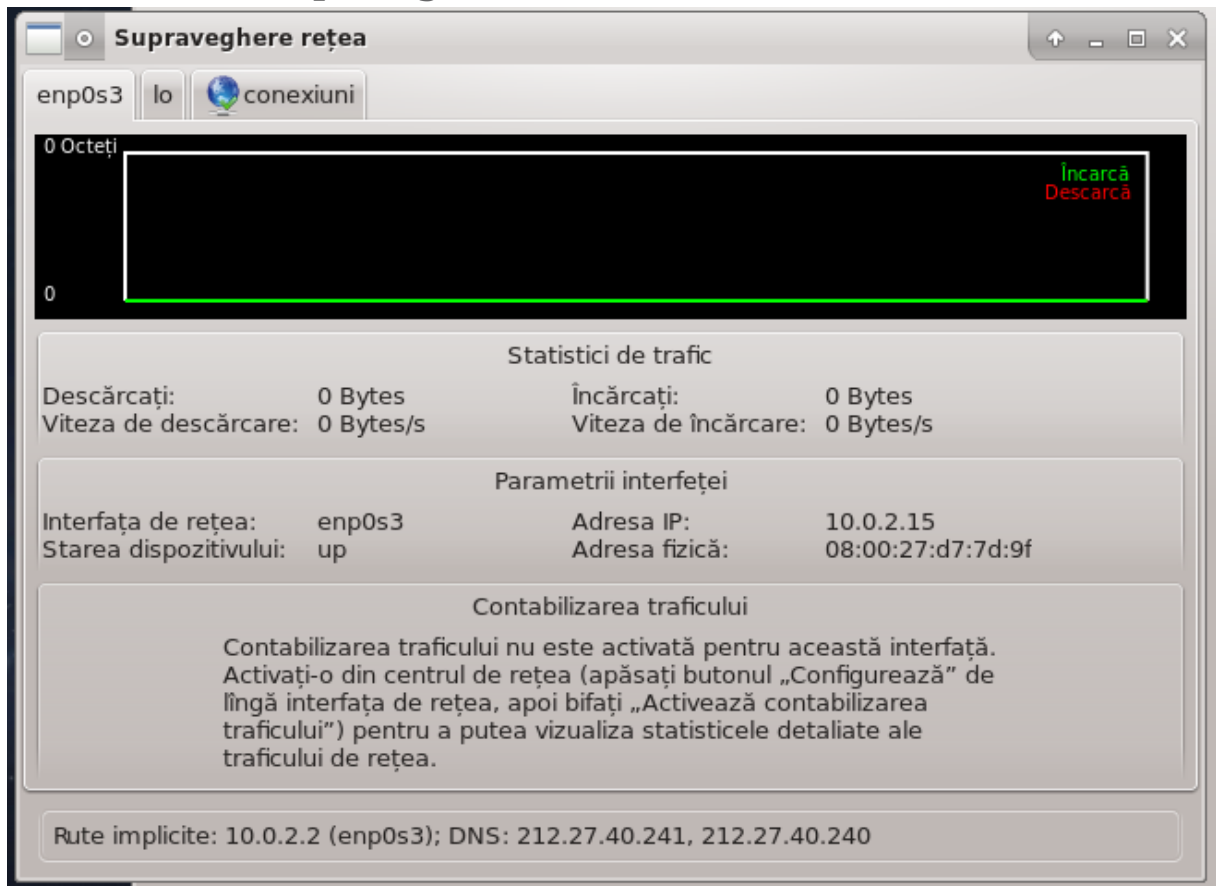 Supraveghere rețea
enp0s3 lo conexiuni
0 Octeți
Încarcă
Descarcă
0
Statistici de trafic
Descărcați: 0 Bytes Încărcați: 0 Bytes
Viteza de descărcare: 0 Bytes/s Viteza de încărcare: 0 Bytes/s
Parametrii interfeței
Interfața de rețea: enp0s3 Adresa IP: 10.0.2.15
Starea dispozitivului: up Adresa fizică: 08:00:27:d7:7d:9f
Contabilizarea traficului
Contabilizarea traficului nu este activată pentru această interfață.
Activați-o din centrul de rețea (apăsați butonul „Configurează” de
lîngă interfața de rețea, apoi bifați „Activează contabilizarea
traficului”) pentru a putea vizualiza statisticele detaliate ale
traficului de rețea.
Rute implicite: 10.0.2.2 (enp0s3); DNS: 212.27.40.241, 212.27.40.240